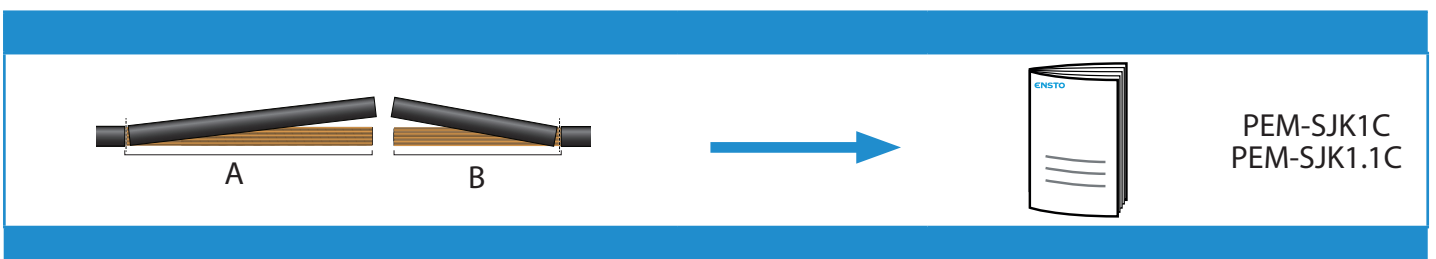 A
B
ENSTO
PEM-SJK1C
PEM-SJK1.1C